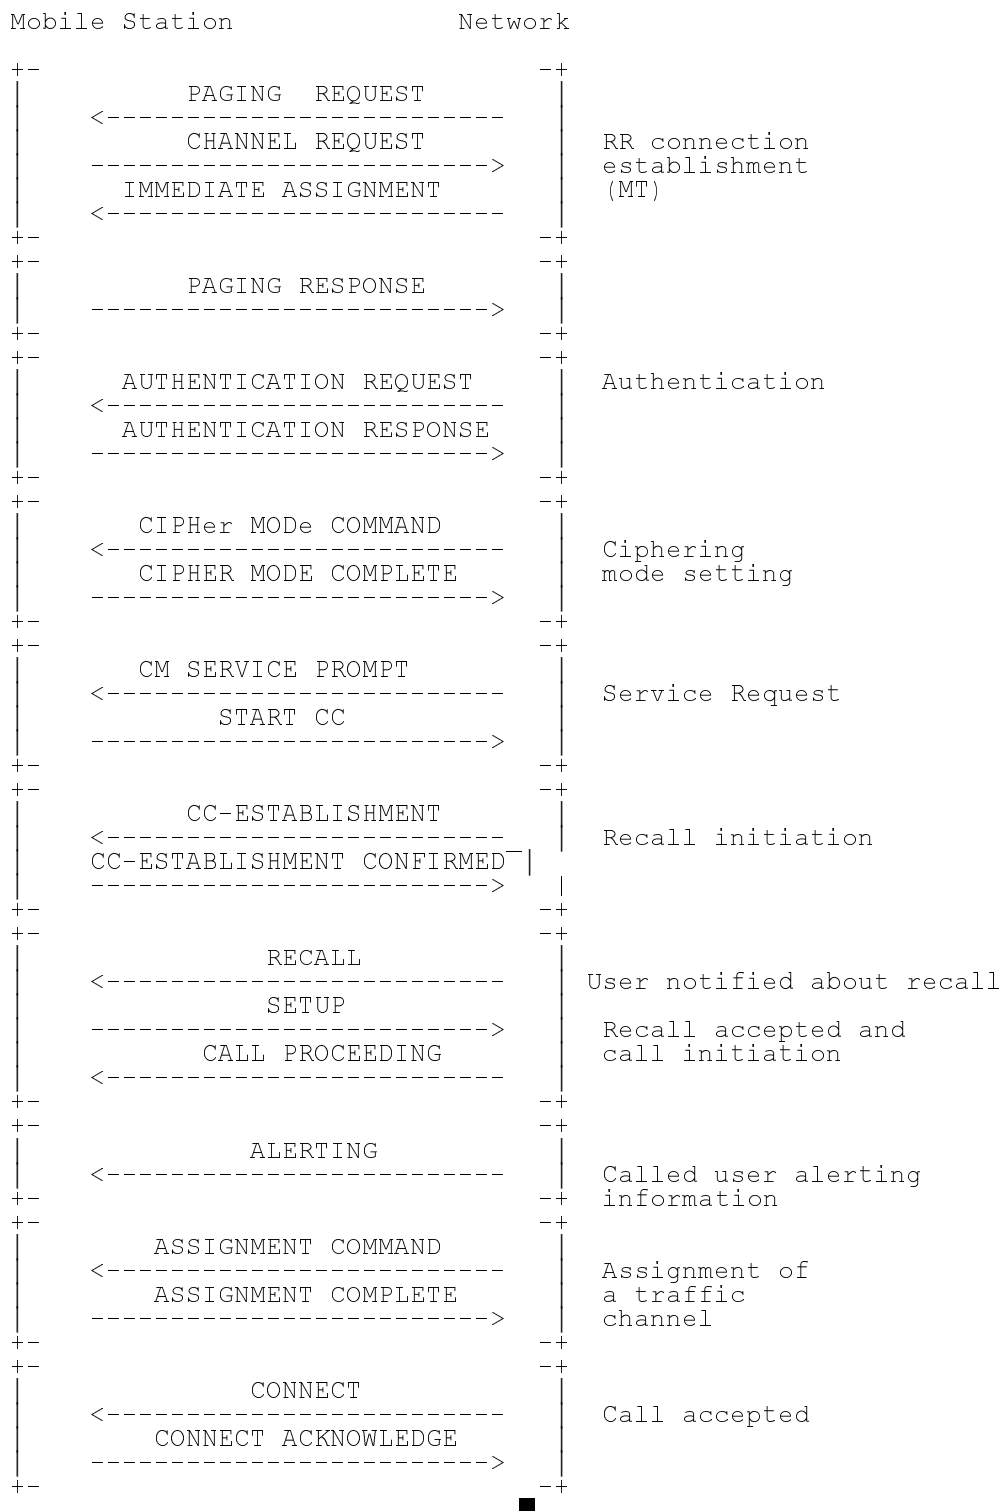 Mobile Station Network
+- -+
| PAGING REQUEST |
| <------------------------- |
| CHANNEL REQUEST | RR connection
| -------------------------> | establishment
| IMMEDIATE ASSIGNMENT | (MT)
| <------------------------- |
+- -+
+- -+
| PAGING RESPONSE |
| -------------------------> |
+- -+
+- -+
| AUTHENTICATION REQUEST | Authentication
| <------------------------- |
| AUTHENTICATION RESPONSE |
| -------------------------> |
+- -+
+- -+
| CIPHer MODe COMMAND |
| <------------------------- | Ciphering
| CIPHER MODE COMPLETE | mode setting
| -------------------------> |
+- -+
+- -+
| CM SERVICE PROMPT |
| <------------------------- | Service Request
| START CC |
| -------------------------> |
+- -+
+- -+
| CC-ESTABLISHMENT |
| <------------------------- | Recall initiation
| CC-ESTABLISHMENT CONFIRMED |
| -------------------------> |
+- -+
+- -+
| RECALL |
| <------------------------- | User notified about recall
| SETUP |
| -------------------------> | Recall accepted and
| CALL PROCEEDING | call initiation
| <------------------------- |
+- -+
+- -+
| ALERTING |
| <------------------------- | Called user alerting
+- -+ information
+- -+
| ASSIGNMENT COMMAND |
| <------------------------- | Assignment of
| ASSIGNMENT COMPLETE | a traffic
| -------------------------> | channel
+- -+
+- -+
| CONNECT |
| <------------------------- | Call accepted
| CONNECT ACKNOWLEDGE |
| -------------------------> |
+- -+